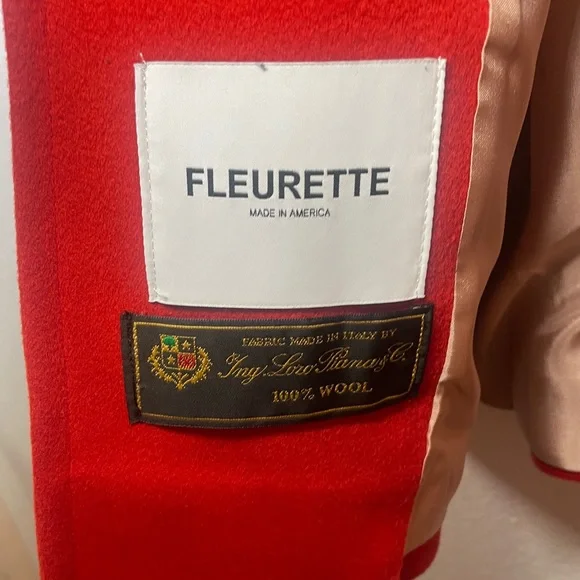 FLEURETTE
MADE IN AMERICA
FABRIC MADE IN ITALY BY
Ing. Loro Piana & C.
100% WOOL